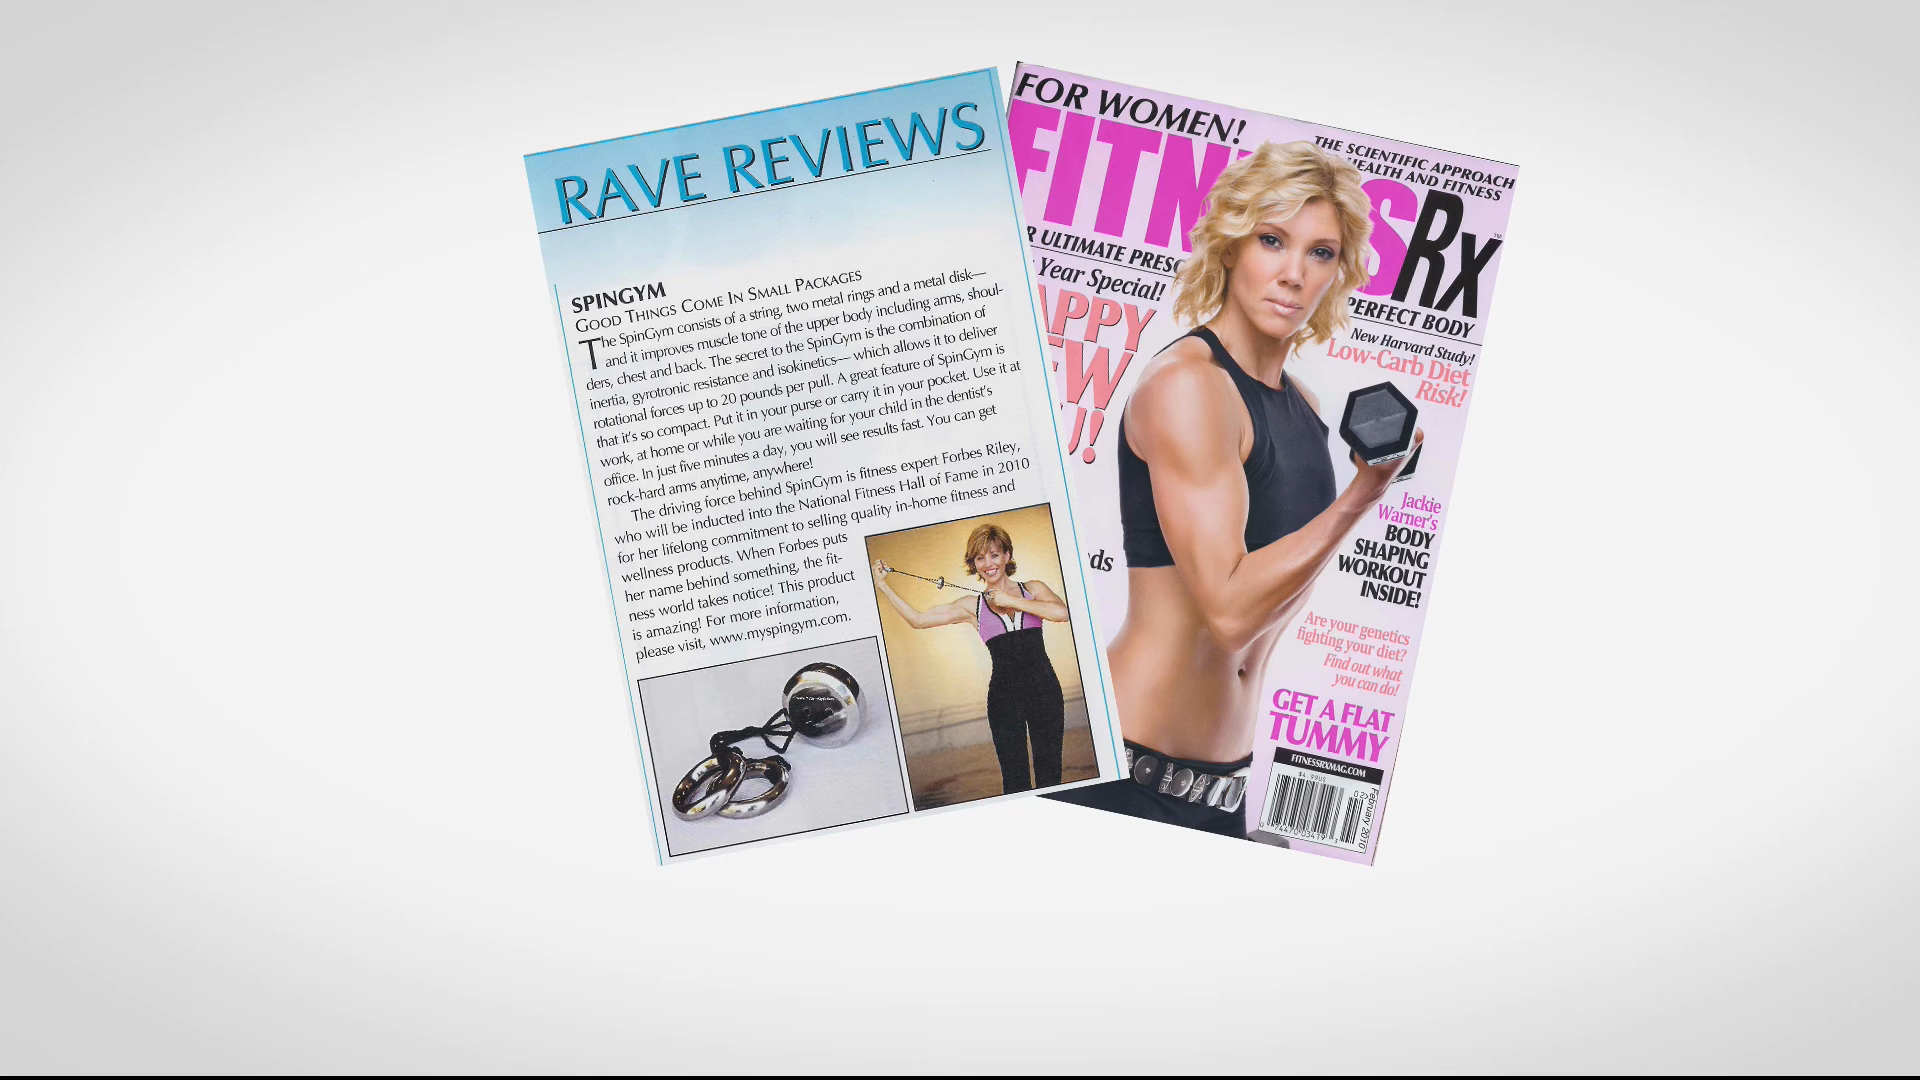 RAVE REVIEWS
SPINGYM
GOOD THINGS COME IN SMALL PACKAGES
The SpinGym consists of a string, two metal rings and a metal disk—
and it improves muscle tone of the upper body including arms, shoul-
ders, chest and back. The secret to the SpinGym is the combination of
inertia, gyrotronic resistance and isokinetics— which allows it to deliver
rotational forces up to 20 pounds per pull. A great feature of SpinGym is
that it's so compact. Put it in your purse or carry it in your pocket. Use it at
work, at home or while you are waiting for your child in the dentist's
office. In just five minutes a day, you will see results fast. You can get
rock-hard arms anytime, anywhere!
The driving force behind SpinGym is fitness expert Forbes Riley,
who will be inducted into the National Fitness Hall of Fame in 2010
for her lifelong commitment to selling quality in-home fitness and
wellness products. When Forbes puts
her name behind something, the fit-
ness world takes notice! This product
is amazing! For more information,
please visit, www.myspingym.com.
FOR WOMEN!
FITN SRx
THE SCIENTIFIC APPROACH
EALTH AND FITNESS
R ULTIMATE PRESC
PERFECT BODY
Year Special!
APPY
EW
U!
New Harvard Study!
Low-Carb Diet
Risk!
ds
Jackie
Warner's
BODY
SHAPING
WORKOUT
INSIDE!
Are your genetics
fighting your diet?
Find out what
you can do!
GET A FLAT
TUMMY
FITNESSRXMAG.COM
February 2010